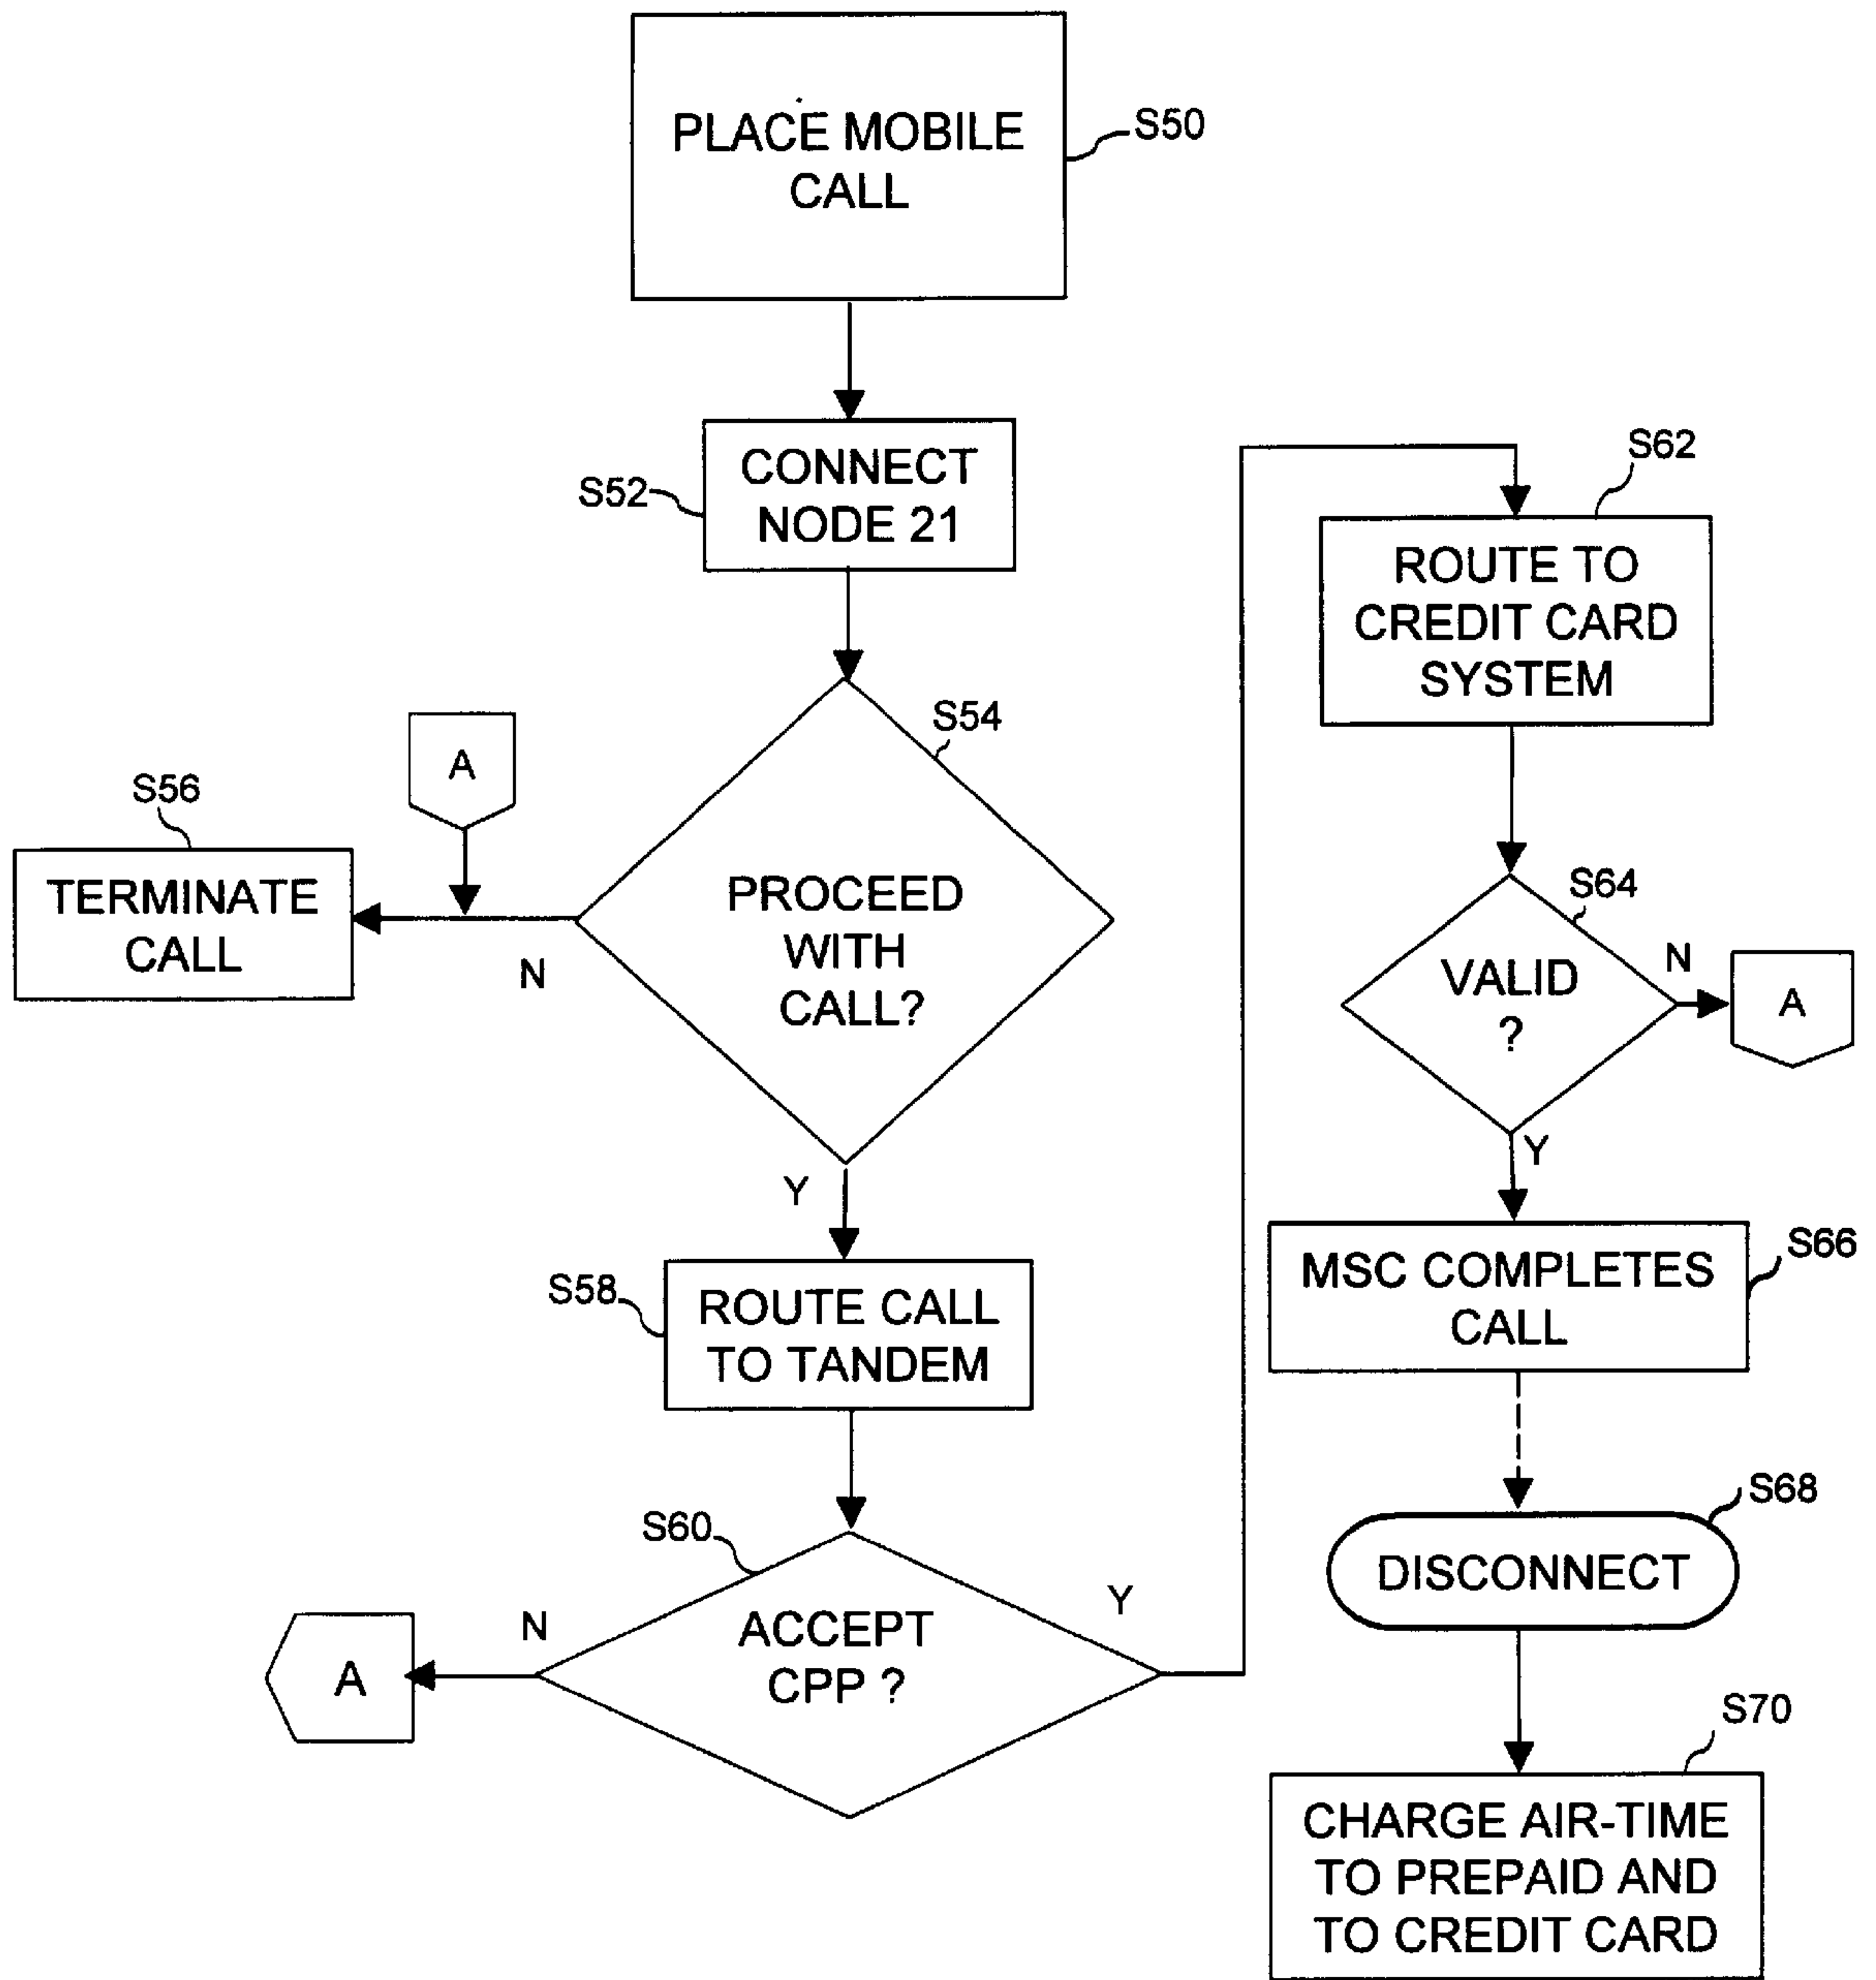 PLACE MOBILE
CALL
S50
CONNECT
NODE 21
S52
S54
PROCEED
WITH
CALL?
A
S56
TERMINATE
CALL
N
Y
S58
ROUTE CALL
TO TANDEM
S60
ACCEPT
CPP ?
N
A
Y
S62
ROUTE TO
CREDIT CARD
SYSTEM
S64
VALID
?
N
A
Y
MSC COMPLETES
CALL
S66
S68
DISCONNECT
S70
CHARGE AIR-TIME
TO PREPAID AND
TO CREDIT CARD